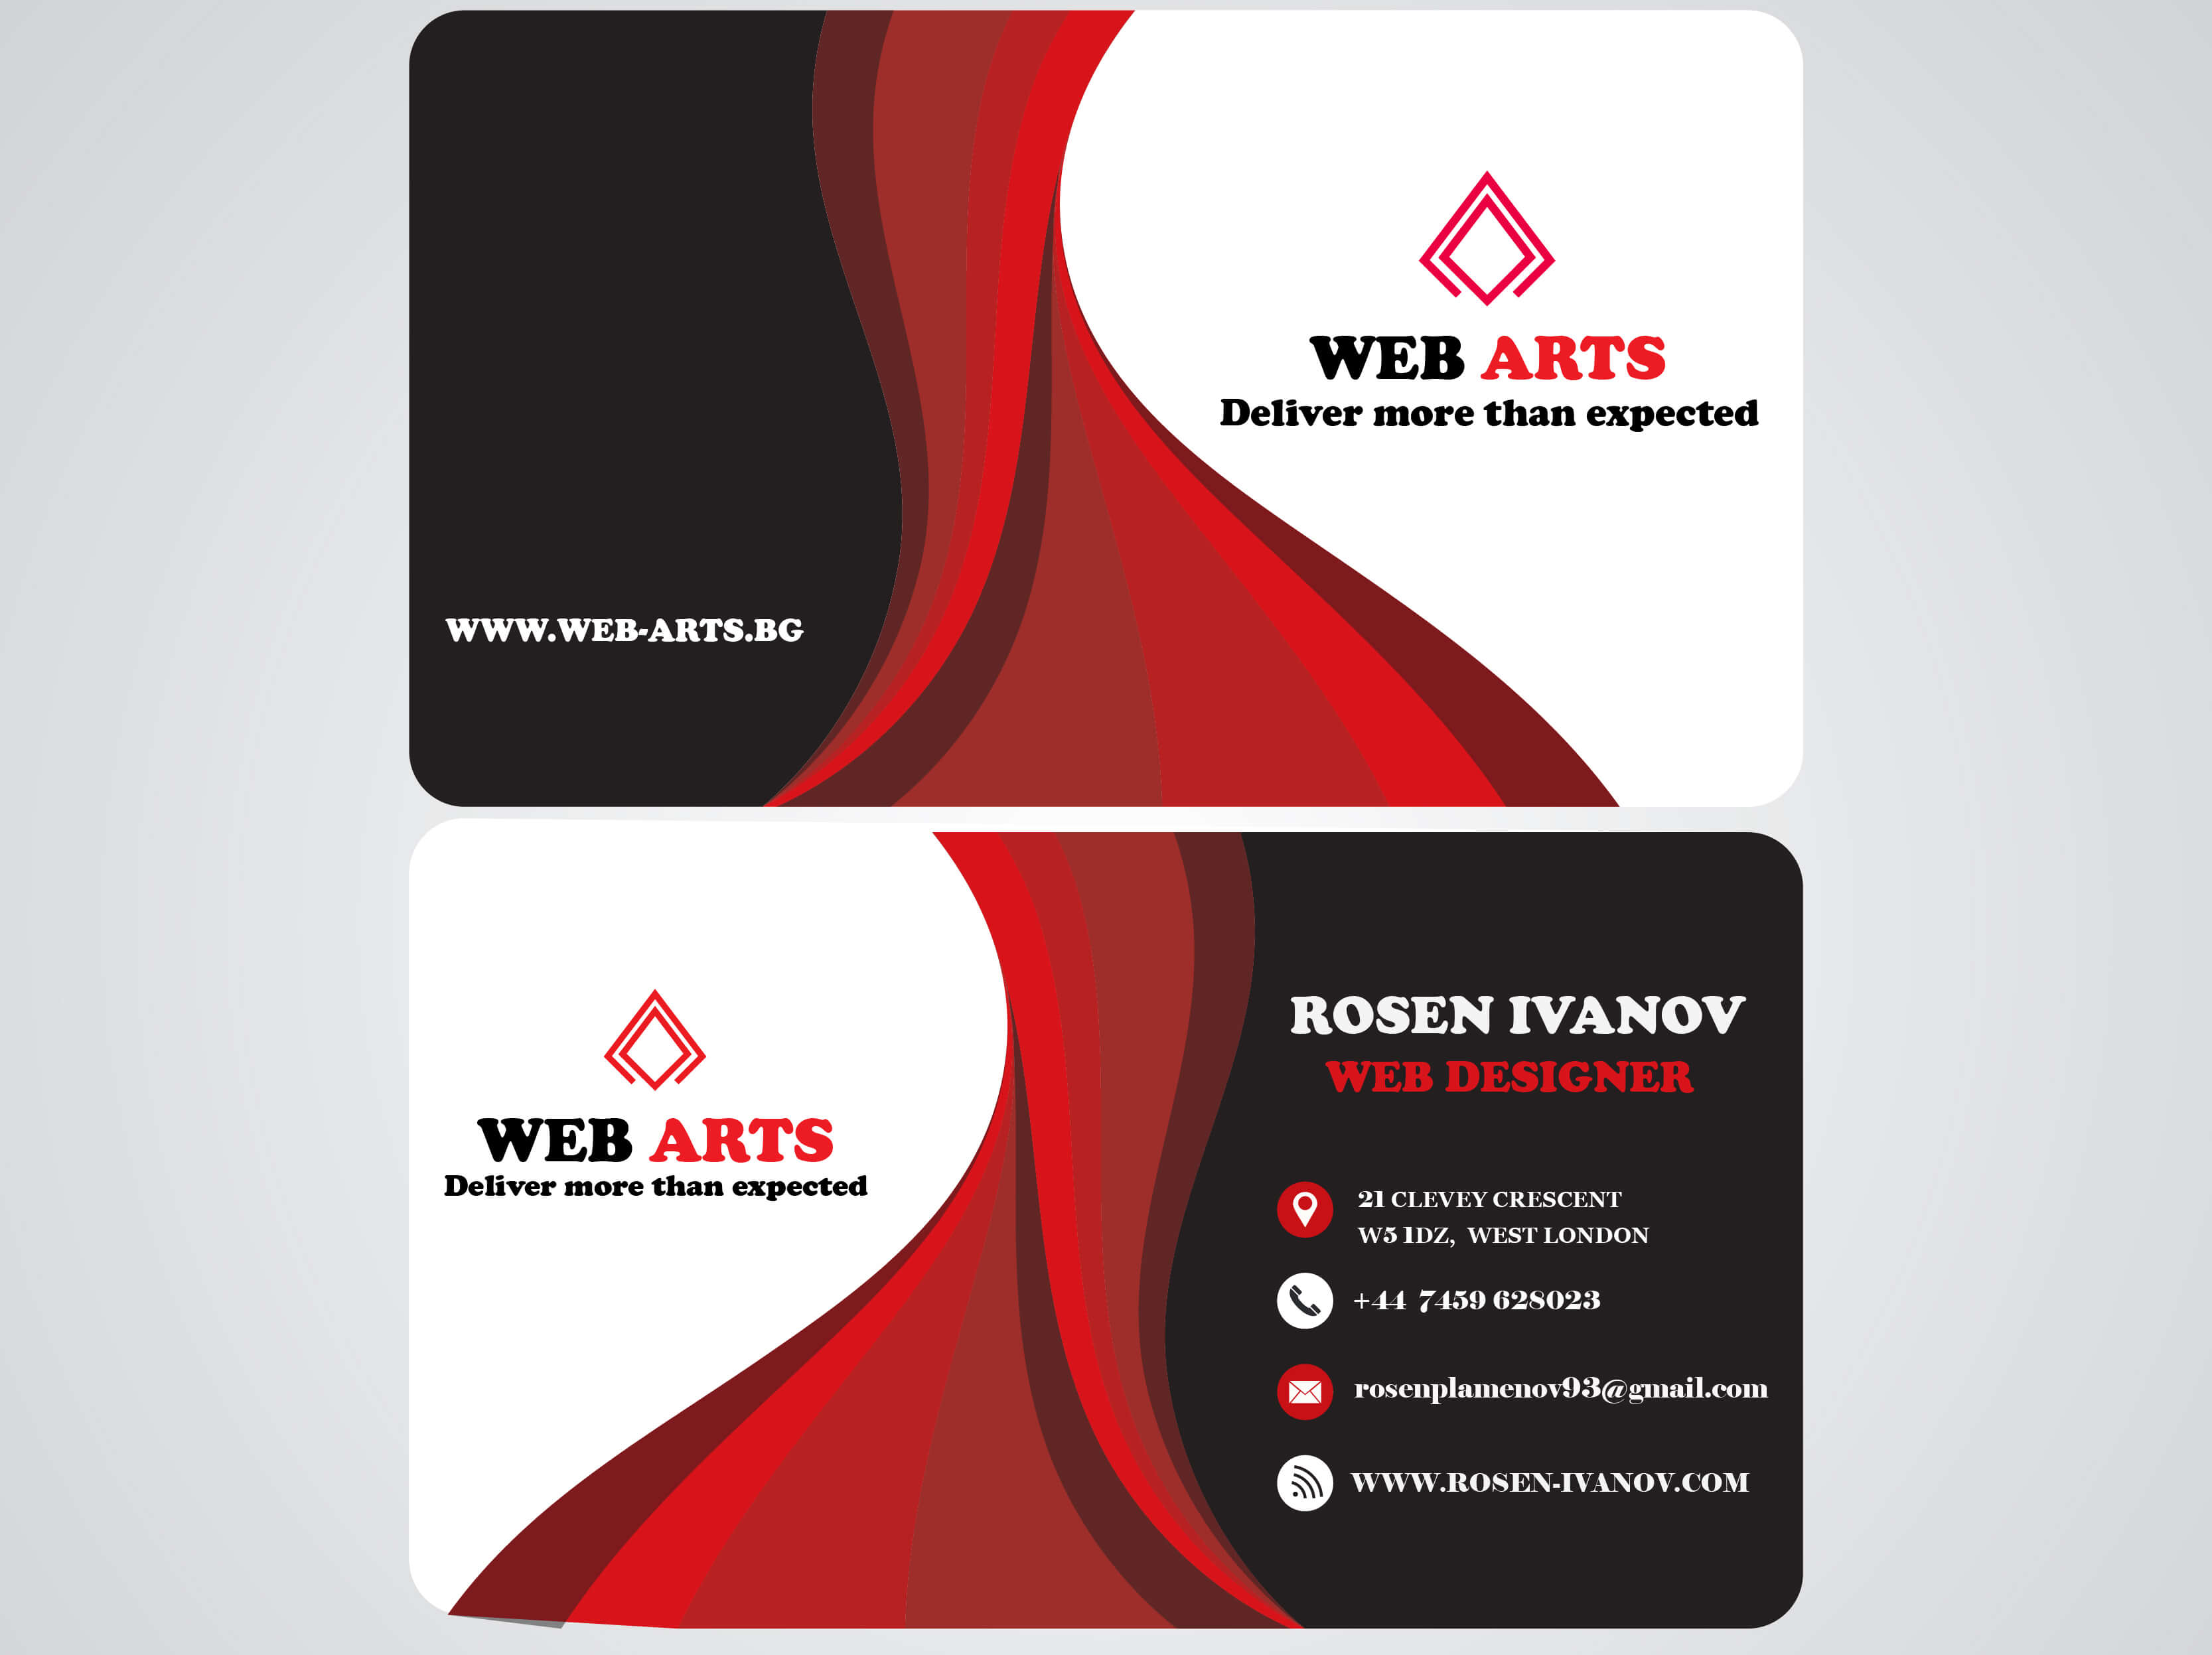 WEB ARTS
Deliver more than expected
WWW.WEB-ARTS.BG
WEB ARTS
Deliver more than expected
ROSEN IVANOV
WEB DESIGNER
21 CLEVEY CRESCENT
W5 1DZ, WEST LONDON
+44 7459 628023
rosenplamenov93@gmail.com
WWW.ROSEN-IVANOV.COM